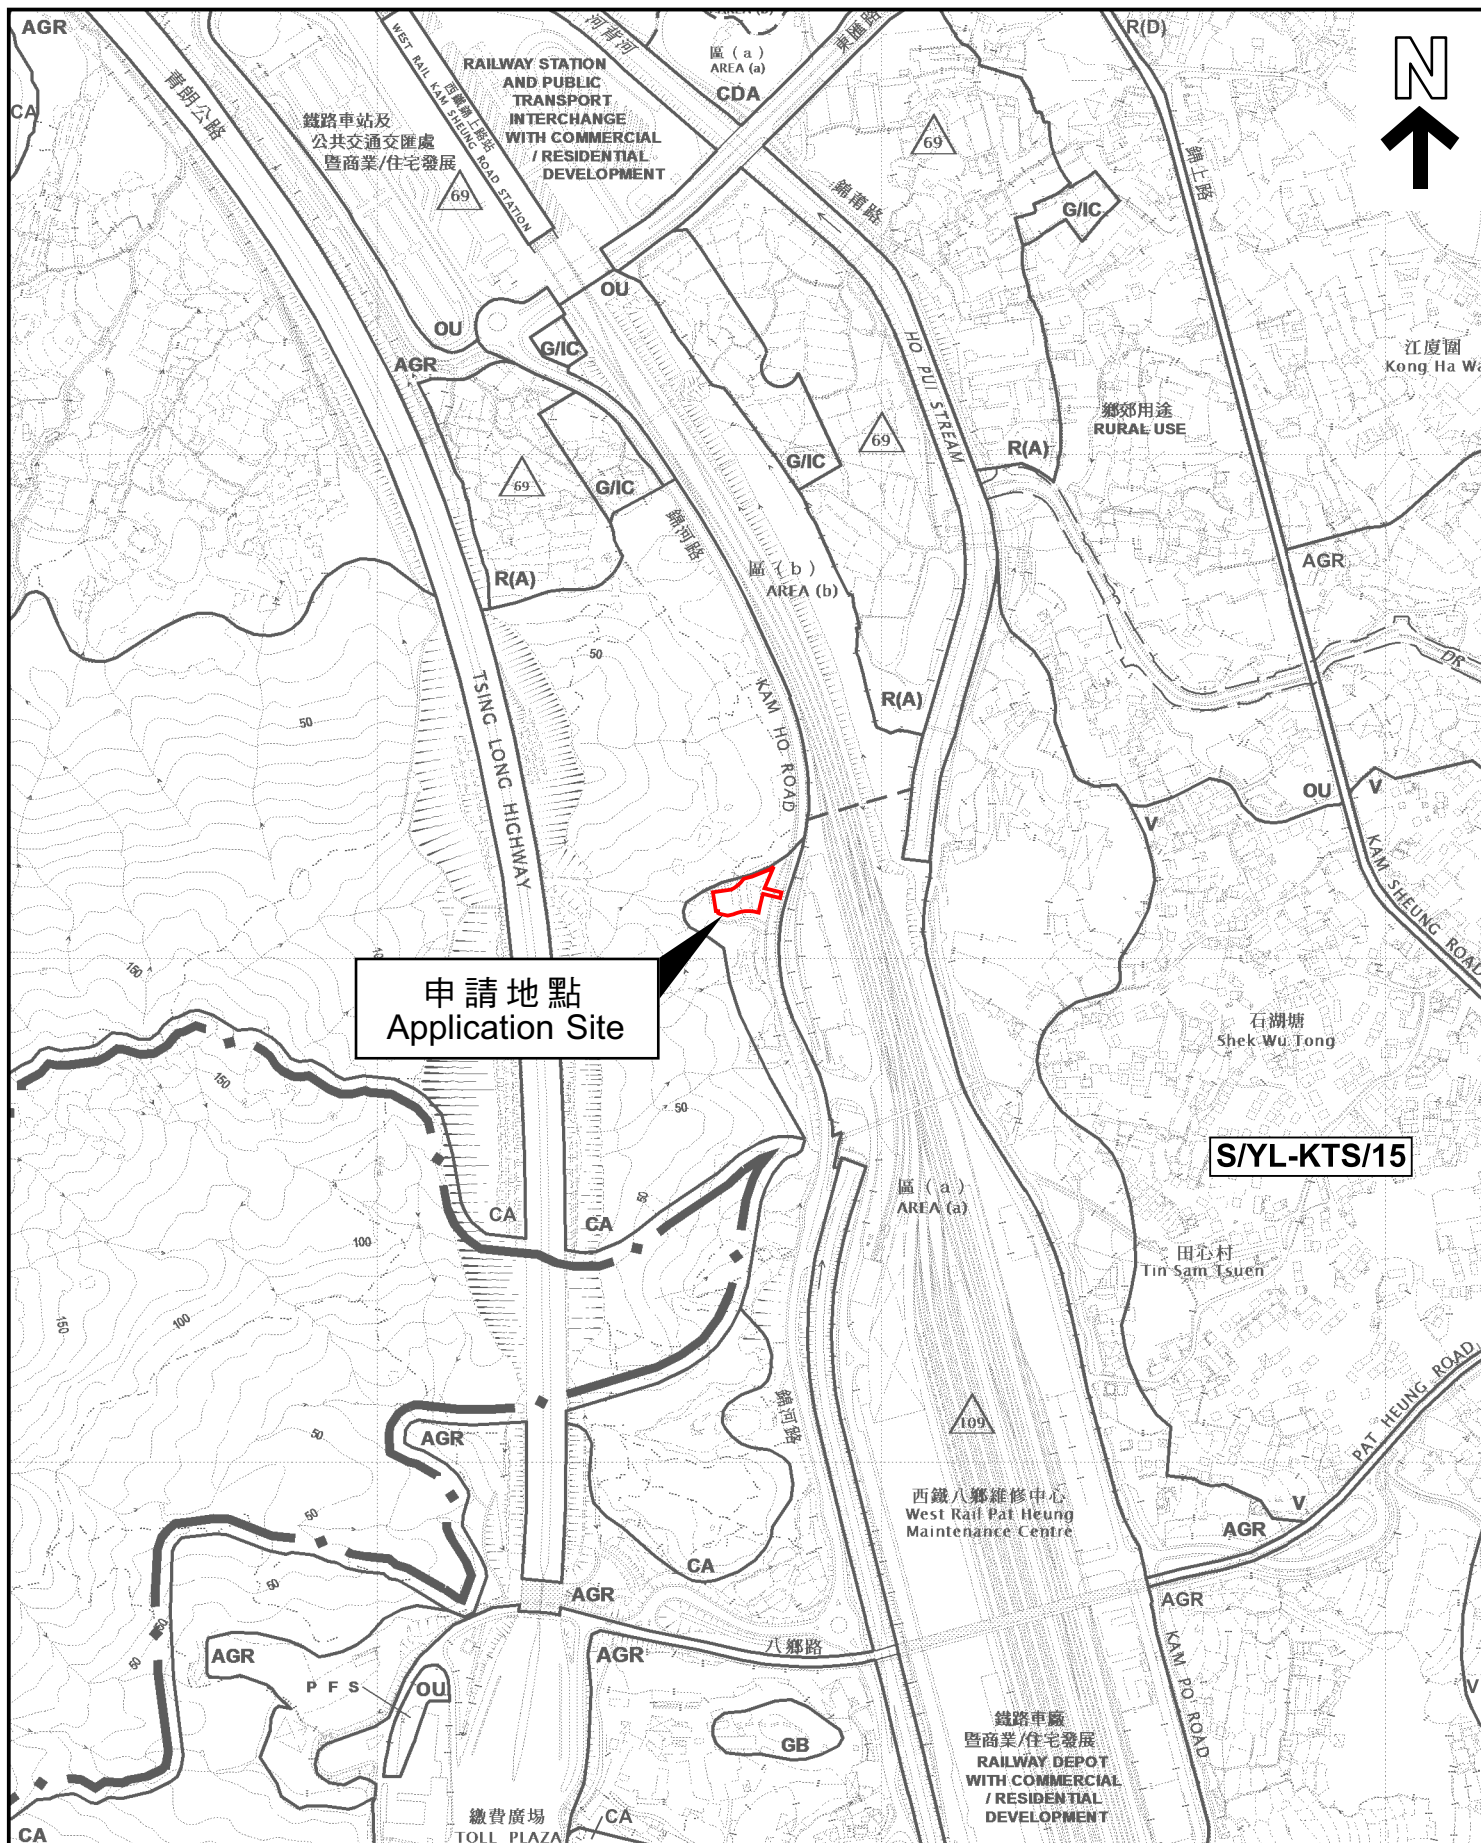 AGR
CA
青朗公路
鐵路車站及
公共交通交匯處
暨商業/住宅發展
69
WEST RAIL KAM SHEUNG ROAD STATION
西鐵錦上路站
RAILWAY STATION
AND PUBLIC
TRANSPORT
INTERCHANGE
WITH COMMERCIAL
/ RESIDENTIAL
DEVELOPMENT
河背河
區（a）
AREA (a)
CDA
東匯路
R(D)
N
69
錦莆路
錦上路
G/IC
OU
OU
G/IC
AGR
HO PUI STREAM
江廈圍
Kong Ha Wa
鄉郊用途
RURAL USE
69
G/IC
R(A)
69
G/IC
錦河路
區（b）
AREA (b)
R(A)
AGR
50
50
TSING LONG HIGHWAY
KAM HO ROAD
R(A)
DR
OU
V
V
KAM SHEUNG ROAD
150
申請地點
Application Site
石湖塘
Shek Wu Tong
150
50
S/YL-KTS/15
CA
CA
50
區（a）
AREA (a)
100
田心村
Tin Sam Tsuen
150
100
PAT HEUNG ROAD
錦河路
109
50
AGR
西鐵八鄉維修中心
West Rail Pat Heung
Maintenance Centre
V
AGR
50
CA
50
AGR
AGR
50
50
AGR
八鄉路
AGR
KAM PO ROAD
P F S
OU
V
GB
鐵路車廠
暨商業/住宅發展
RAILWAY DEPOT
WITH COMMERCIAL
/ RESIDENTIAL
DEVELOPMENT
繳費廣場
TOLL PLAZA
CA
CA